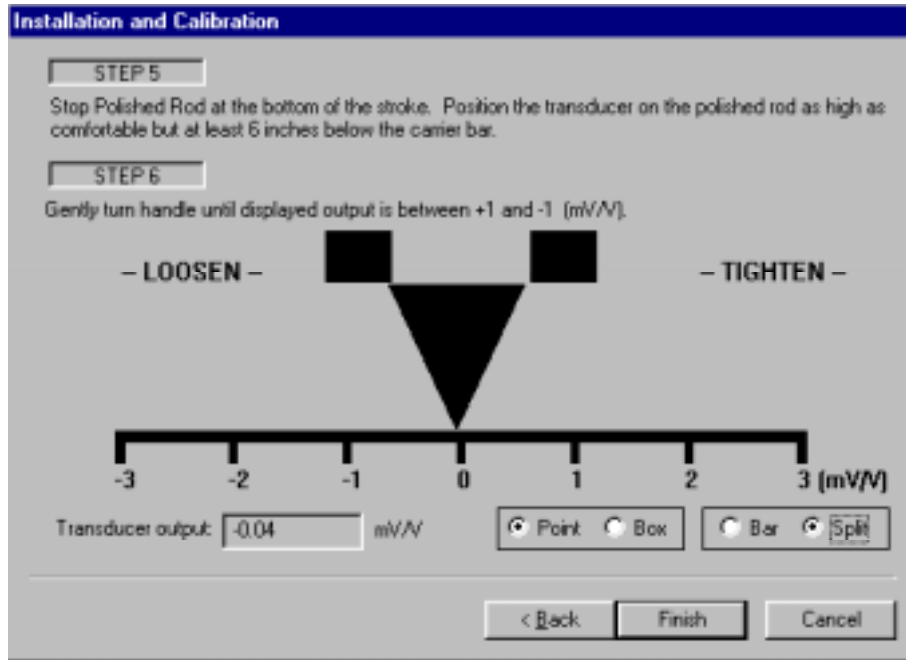 Installation and Calibration
STEP 5
Stop Polished Rod at the bottom of the stroke. Position the transducer on the polished rod as high as
comfortable but at least 6 inches below the carrier bar.
STEP 6
Gently turn handle until displayed output is between +1 and -1 (mV/V).
– LOOSEN – – TIGHTEN –
-3 -2 -1 0 1 2 3 (mV/V)
Transducer output: -0.04 mV/V Point Box Bar Split
< Back Finish Cancel